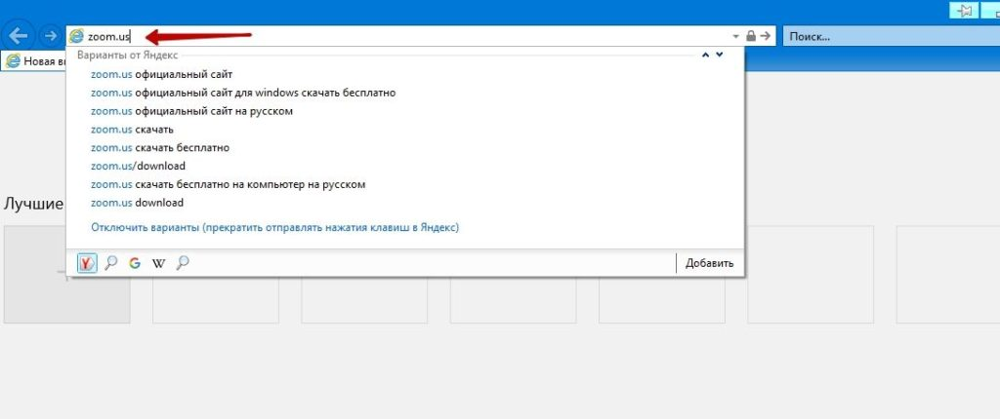 zoom.us
Поиск...
Новая в
Варианты от Яндекс
zoom.us официальный сайт
zoom.us официальный сайт для windows скачать бесплатно
zoom.us официальный сайт на русском
zoom.us скачать
zoom.us скачать бесплатно
zoom.us/download
zoom.us скачать бесплатно на компьютер на русском
zoom.us download
Лучшие
Отключить варианты (прекратить отправлять нажатия клавиш в Яндекс)
Y G W Добавить